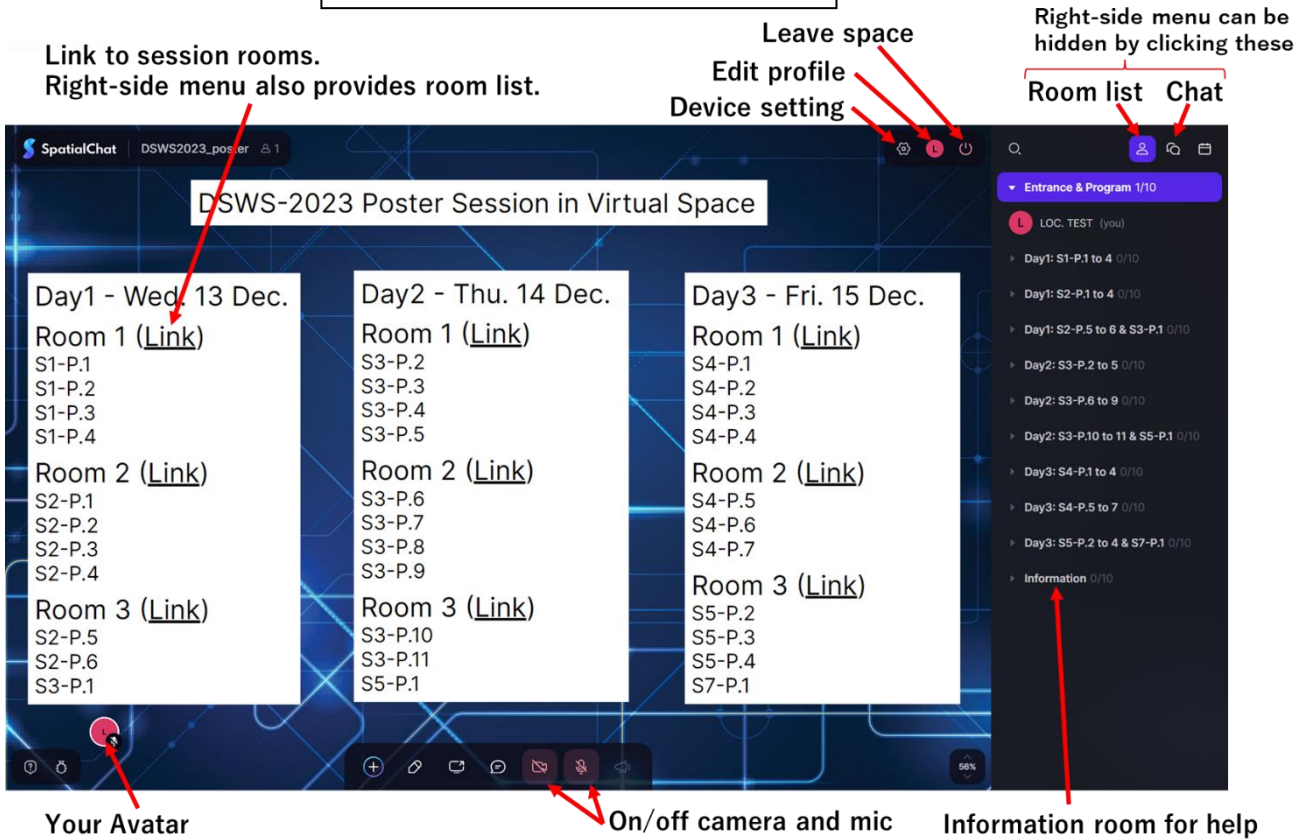 Leave space
Edit profile
Device setting
Right-side menu can be
hidden by clicking these
Room list Chat
Link to session rooms.
Right-side menu also provides room list.
SpatialChat DSWS2023_poster 1
L
DSWS-2023 Poster Session in Virtual Space
Day1 - Wed. 13 Dec.
Room 1 (Link)
S1-P.1
S1-P.2
S1-P.3
S1-P.4
Room 2 (Link)
S2-P.1
S2-P.2
S2-P.3
S2-P.4
Room 3 (Link)
S2-P.5
S2-P.6
S3-P.1
Day2 - Thu. 14 Dec.
Room 1 (Link)
S3-P.2
S3-P.3
S3-P.4
S3-P.5
Room 2 (Link)
S3-P.6
S3-P.7
S3-P.8
S3-P.9
Room 3 (Link)
S3-P.10
S3-P.11
S5-P.1
Day3 - Fri. 15 Dec.
Room 1 (Link)
S4-P.1
S4-P.2
S4-P.3
S4-P.4
Room 2 (Link)
S4-P.5
S4-P.6
S4-P.7
Room 3 (Link)
S5-P.2
S5-P.3
S5-P.4
S7-P.1
Entrance & Program 1/10
L LOC. TEST (you)
Day1: S1-P.1 to 4 0/10
Day1: S2-P.1 to 4 0/10
Day1: S2-P.5 to 6 & S3-P.1 0/10
Day2: S3-P.2 to 5 0/10
Day2: S3-P.6 to 9 0/10
Day2: S3-P.10 to 11 & S5-P.1 0/10
Day3: S4-P.1 to 4 0/10
Day3: S4-P.5 to 7 0/10
Day3: S5-P.2 to 4 & S7-P.1 0/10
Information 0/10
L
56%
Your Avatar
On/off camera and mic
Information room for help